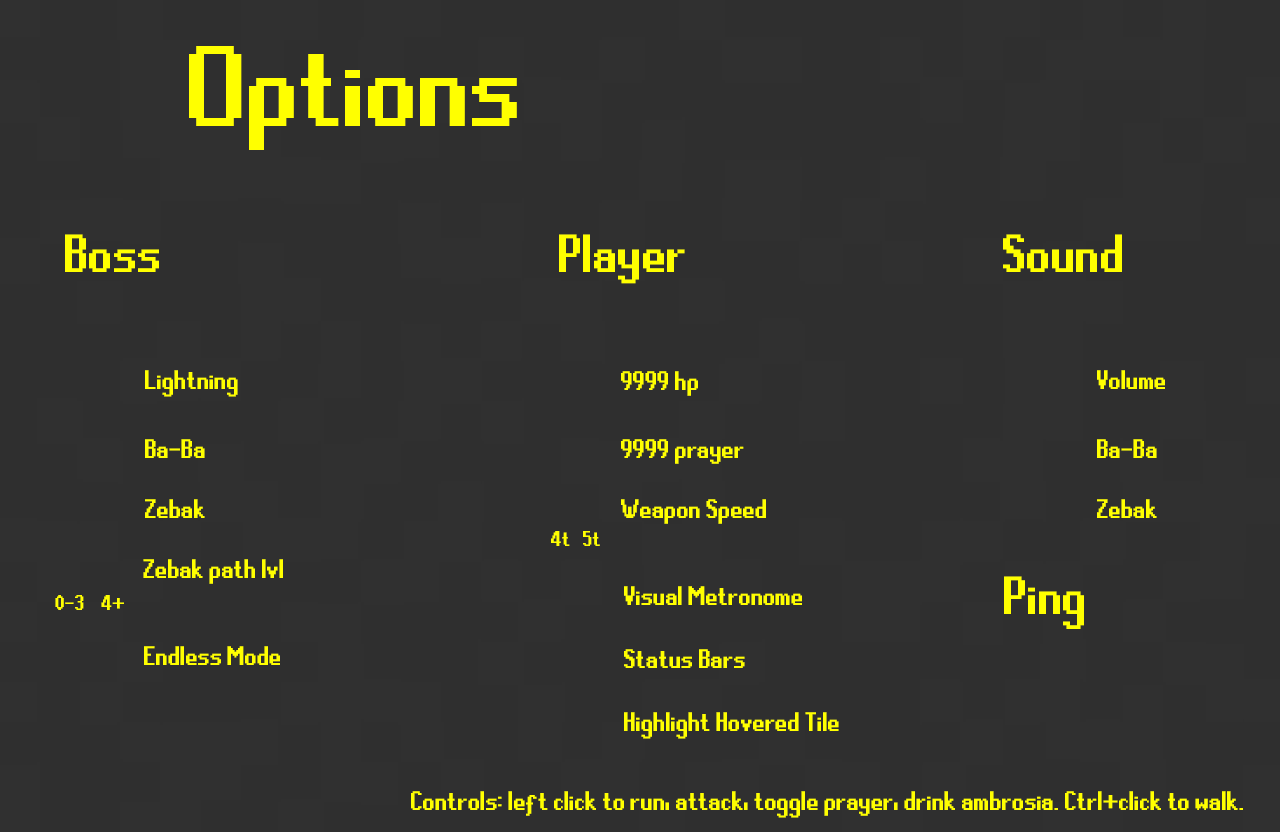 Options
Boss
Player
Sound
Lightning
9999 hp
Volume
Ba-Ba
9999 prayer
Ba-Ba
Zebak
Weapon Speed
Zebak
4t 5t
Zebak path lvl
0-3 4+
Visual Metronome
Ping
Endless Mode
Status Bars
Highlight Hovered Tile
Controls: left click to run, attack, toggle prayer, drink ambrosia. Ctrl+click to walk.